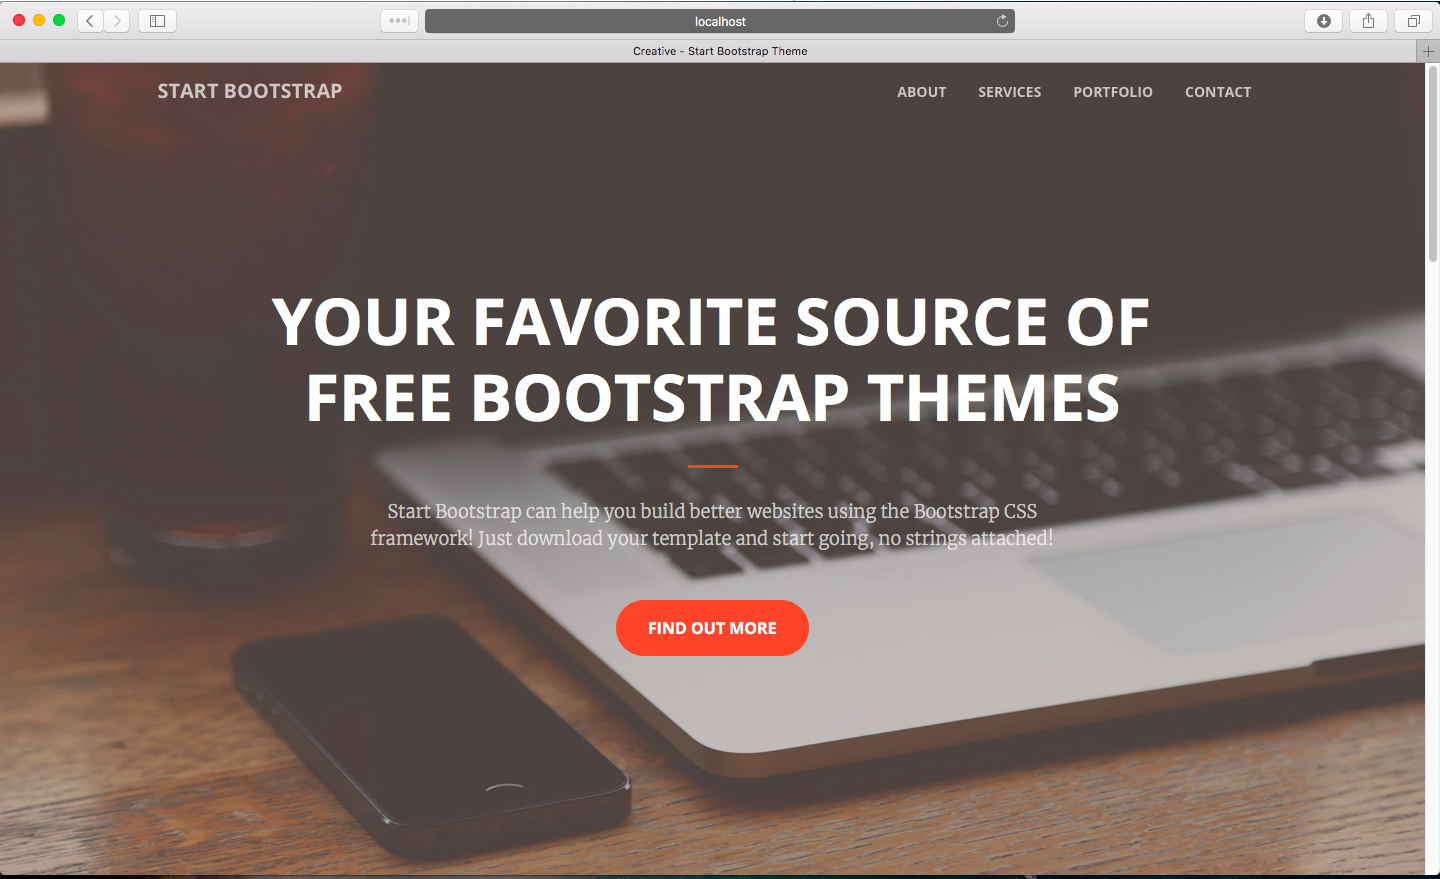 localhost
Creative - Start Bootstrap Theme
START BOOTSTRAP
ABOUT SERVICES PORTFOLIO CONTACT
YOUR FAVORITE SOURCE OF
FREE BOOTSTRAP THEMES
Start Bootstrap can help you build better websites using the Bootstrap CSS
framework! Just download your template and start going, no strings attached!
FIND OUT MORE